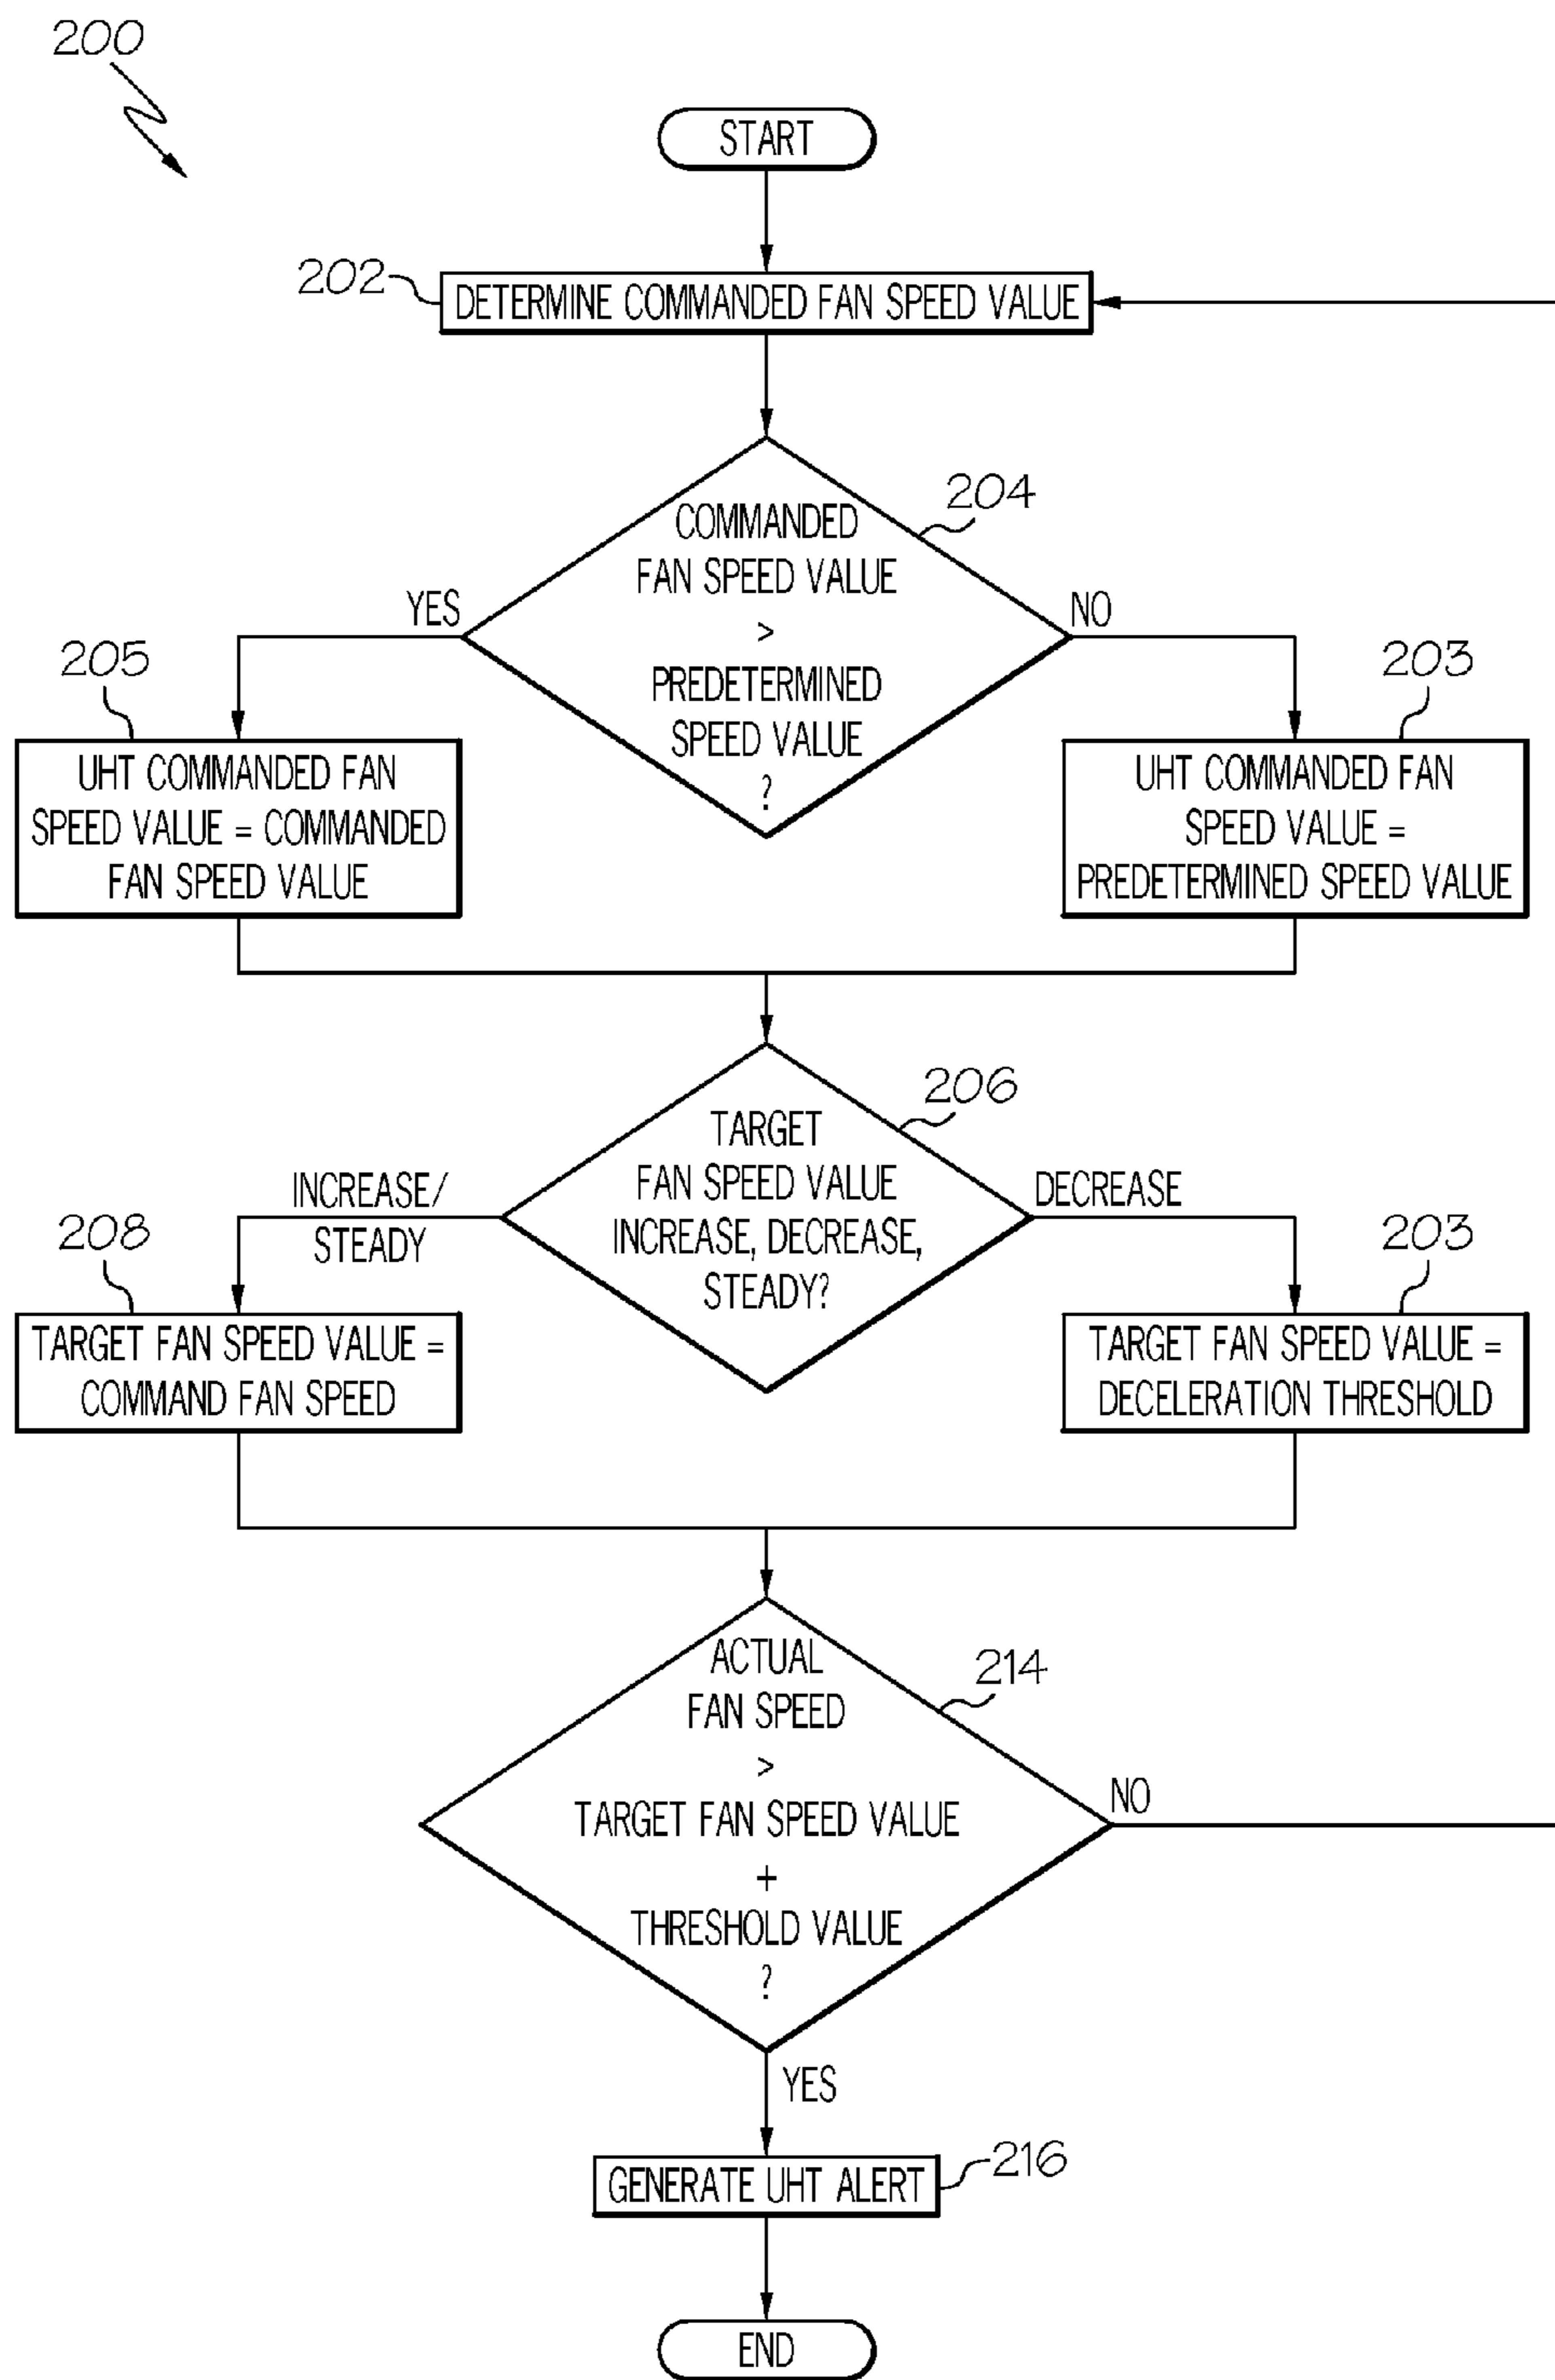 200
START
202
DETERMINE COMMANDED FAN SPEED VALUE
204
COMMANDED
FAN SPEED VALUE
>
PREDETERMINED
SPEED VALUE
?
YES
NO
205
UHT COMMANDED FAN
SPEED VALUE = COMMANDED
FAN SPEED VALUE
203
UHT COMMANDED FAN
SPEED VALUE =
PREDETERMINED SPEED VALUE
206
TARGET
FAN SPEED VALUE
INCREASE, DECREASE,
STEADY?
INCREASE/
STEADY
DECREASE
208
TARGET FAN SPEED VALUE =
COMMAND FAN SPEED
203
TARGET FAN SPEED VALUE =
DECELERATION THRESHOLD
214
ACTUAL
FAN SPEED
>
TARGET FAN SPEED VALUE
+
THRESHOLD VALUE
?
NO
YES
GENERATE UHT ALERT
216
END